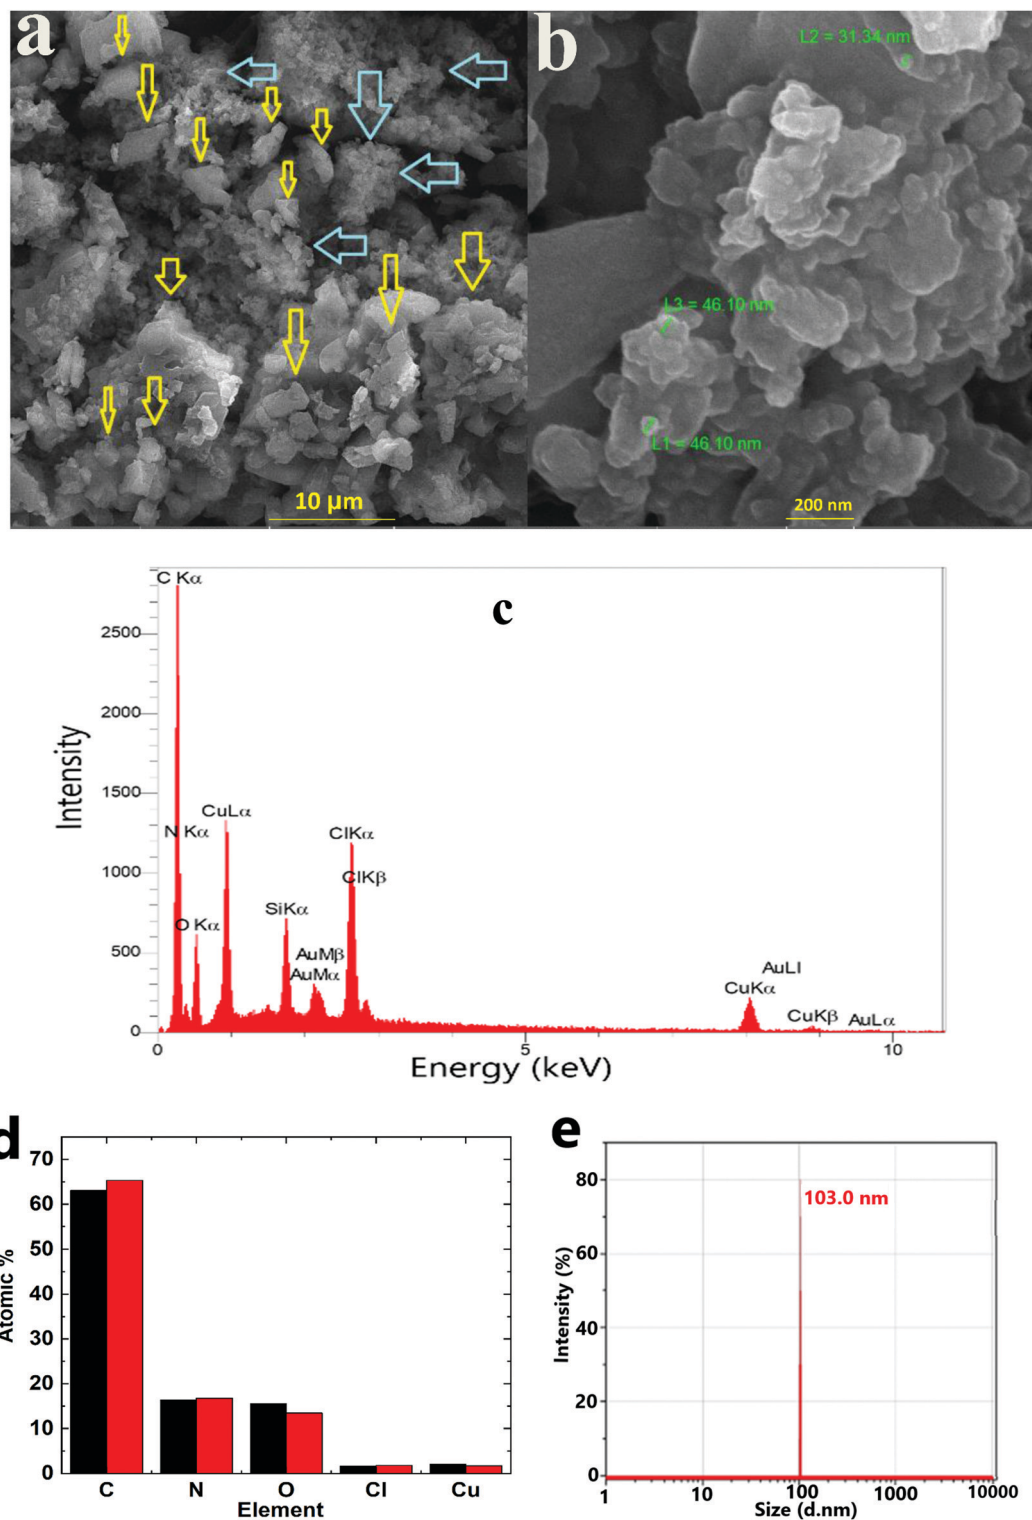 a
b
L2 = 31.34 nm
L3 = 46.10 nm
L1 = 46.10 nm
10 µm
200 nm
c
C Kα
2500
2000
1500
1000
500
0
Intensity
N Kα
CuLα
O Kα
SiKα
AuMβ
AuMα
ClKα
ClKβ
AuLl
CuKα
CuKβ
AuLα
0
5
10
Energy (keV)
d
70
60
50
40
30
20
10
0
Atomic %
C N O Cl Cu
Element
e
80
60
40
20
0
Intensity (%)
103.0 nm
1 10 100 1000 10000
Size (d.nm)